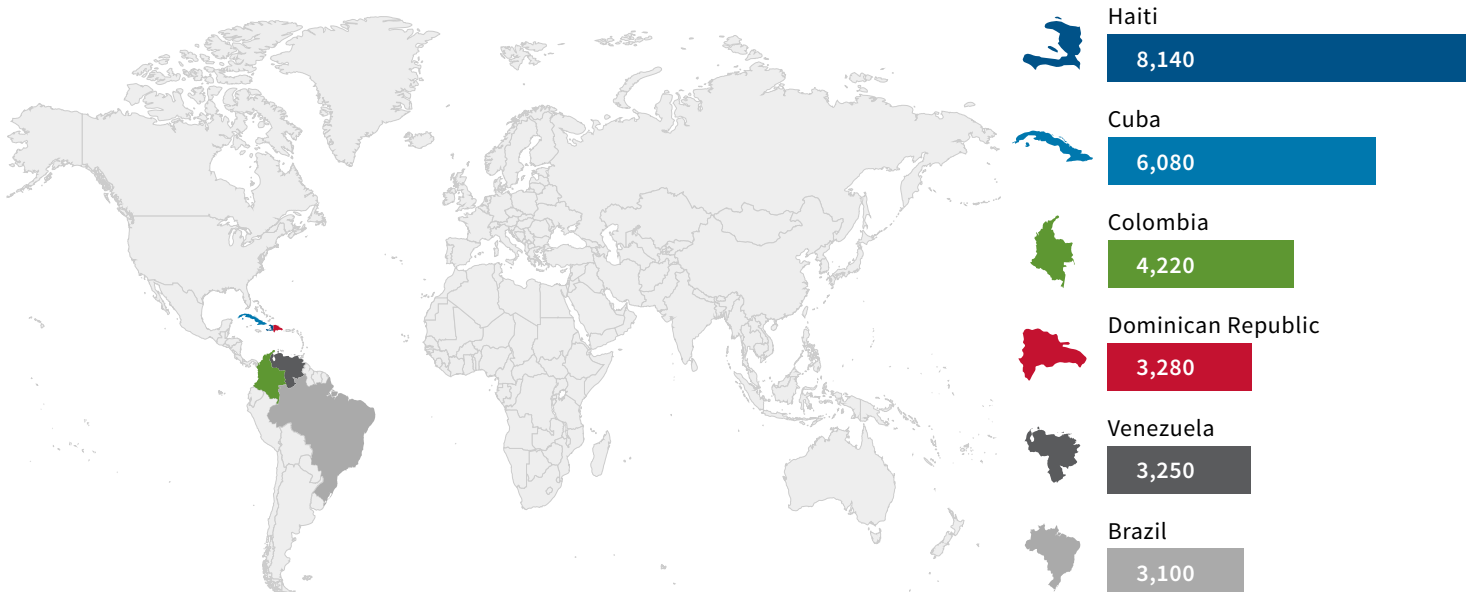 Haiti
8,140
Cuba
6,080
Colombia
4,220
Dominican Republic
3,280
Venezuela
3,250
Brazil
3,100